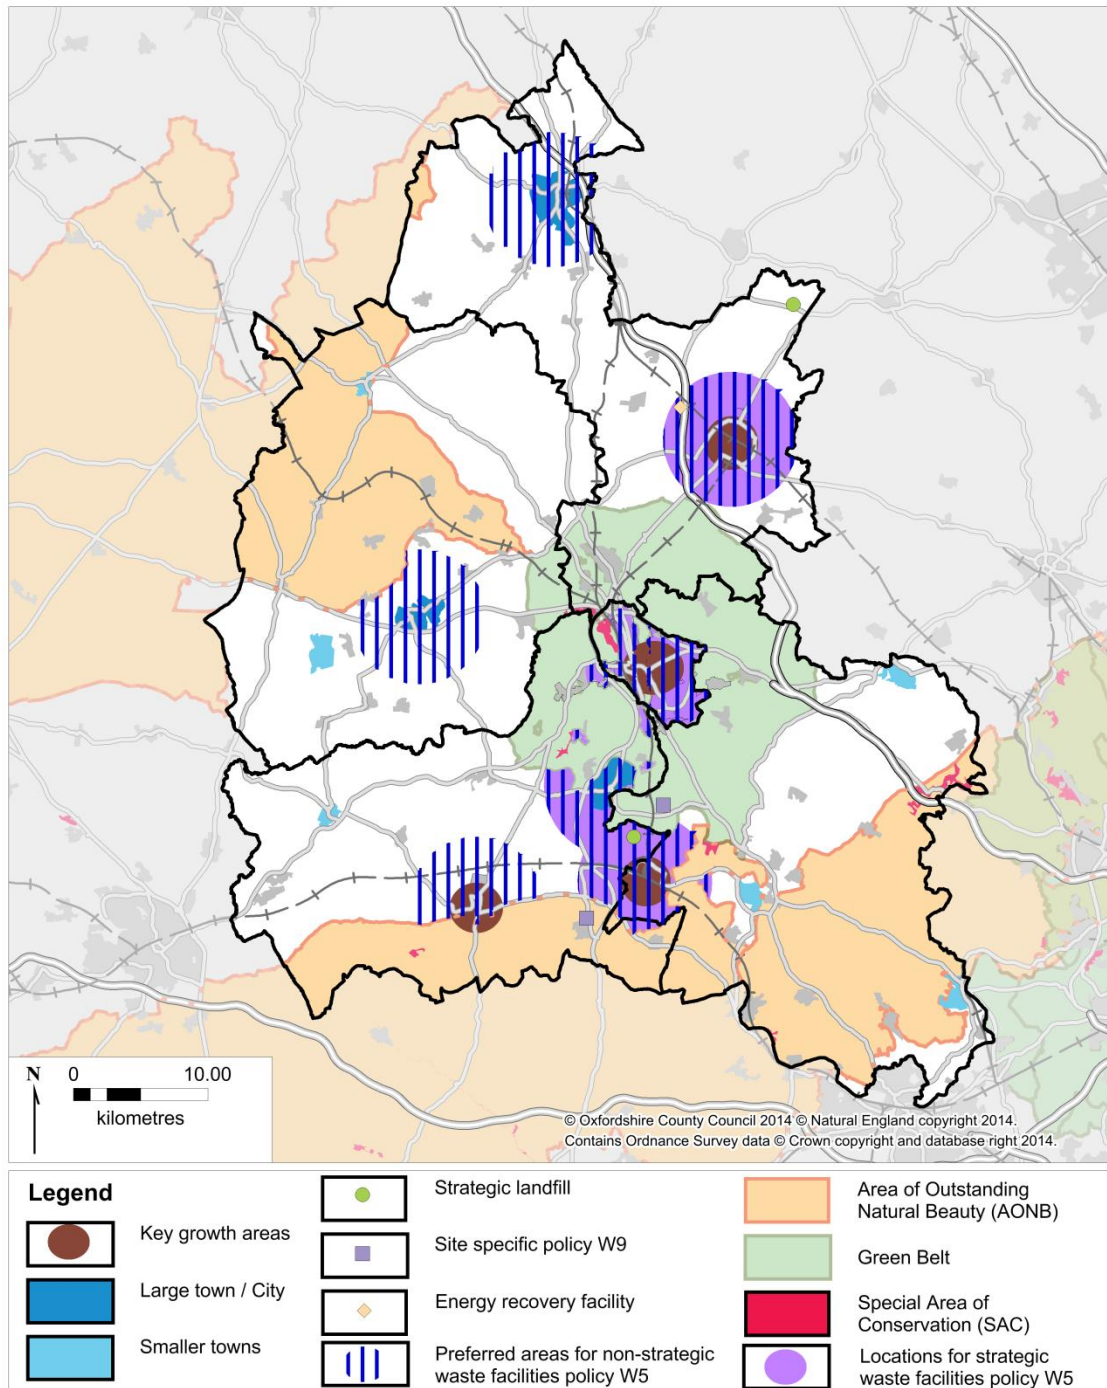 N
0 10.00
kilometres
© Oxfordshire County Council 2014 © Natural England copyright 2014.
Contains Ordnance Survey data © Crown copyright and database right 2014.
Legend
Key growth areas
Large town / City
Smaller towns
Strategic landfill
Site specific policy W9
Energy recovery facility
Preferred areas for non-strategic
waste facilities policy W5
Area of Outstanding
Natural Beauty (AONB)
Green Belt
Special Area of
Conservation (SAC)
Locations for strategic
waste facilities policy W5